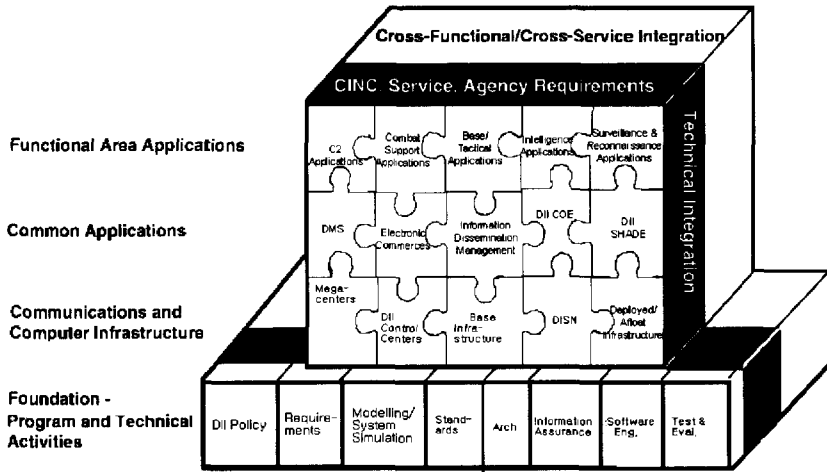 Cross-Functional/Cross-Service Integration
CINC, Service, Agency Requirements
Technical Integration
Functional Area Applications
C2
Applications
Combat
Support
Applications
Base/
Tactical
Applications
Intelligence
Applications
Surveillance &
Reconnaissance
Applications
Common Applications
DMS
Electronic
Commerces
Information
Dissemination
Management
DII COE
DII
SHADE
Communications and
Computer Infrastructure
Mega-
centers
DII
Control
Centers
Base
Infra-
structure
DISN
Deployed/
Afloat
Infrastructure
Foundation -
Program and Technical
Activities
DII Policy
Require-
ments
Modelling/
System
Simulation
Stand-
ards
Arch
Information
Assurance
Software
Eng.
Test &
Eval.